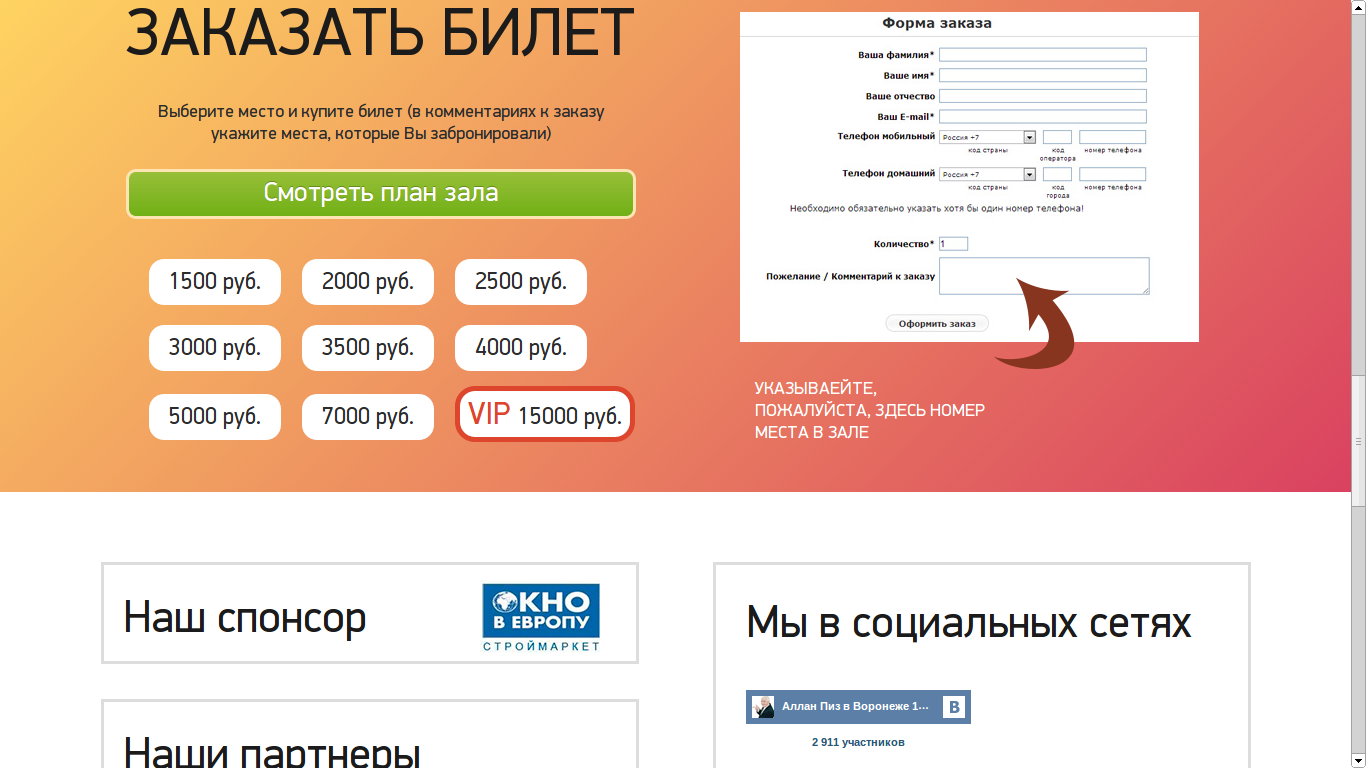 ЗАКАЗАТЬ БИЛЕТ
Выберите место и купите билет (в комментариях к заказу
укажите места, которые Вы забронировали)
Смотреть план зала
1500 руб.
2000 руб.
2500 руб.
3000 руб.
3500 руб.
4000 руб.
5000 руб.
7000 руб.
VIP 15000 руб.
Форма заказа
Ваша фамилия*
Ваше имя*
Ваше отчество
Ваш E-mail*
Телефон мобильный
Россия +7
код страны
код
оператора
номер телефона
Телефон домашний
Россия +7
код страны
код
города
номер телефона
Необходимо обязательно указать хотя бы один номер телефона!
Количество*
1
Пожелание / Комментарий к заказу
Оформить заказ
УКАЗЫВАЕЙТЕ,
ПОЖАЛУЙСТА, ЗДЕСЬ НОМЕР
МЕСТА В ЗАЛЕ
Наш спонсор
ОКНО
В ЕВРОПУ
СТРОЙМАРКЕТ
Наши партнеры
Мы в социальных сетях
Аллан Пиз в Воронеже 1...
В
2 911 участников